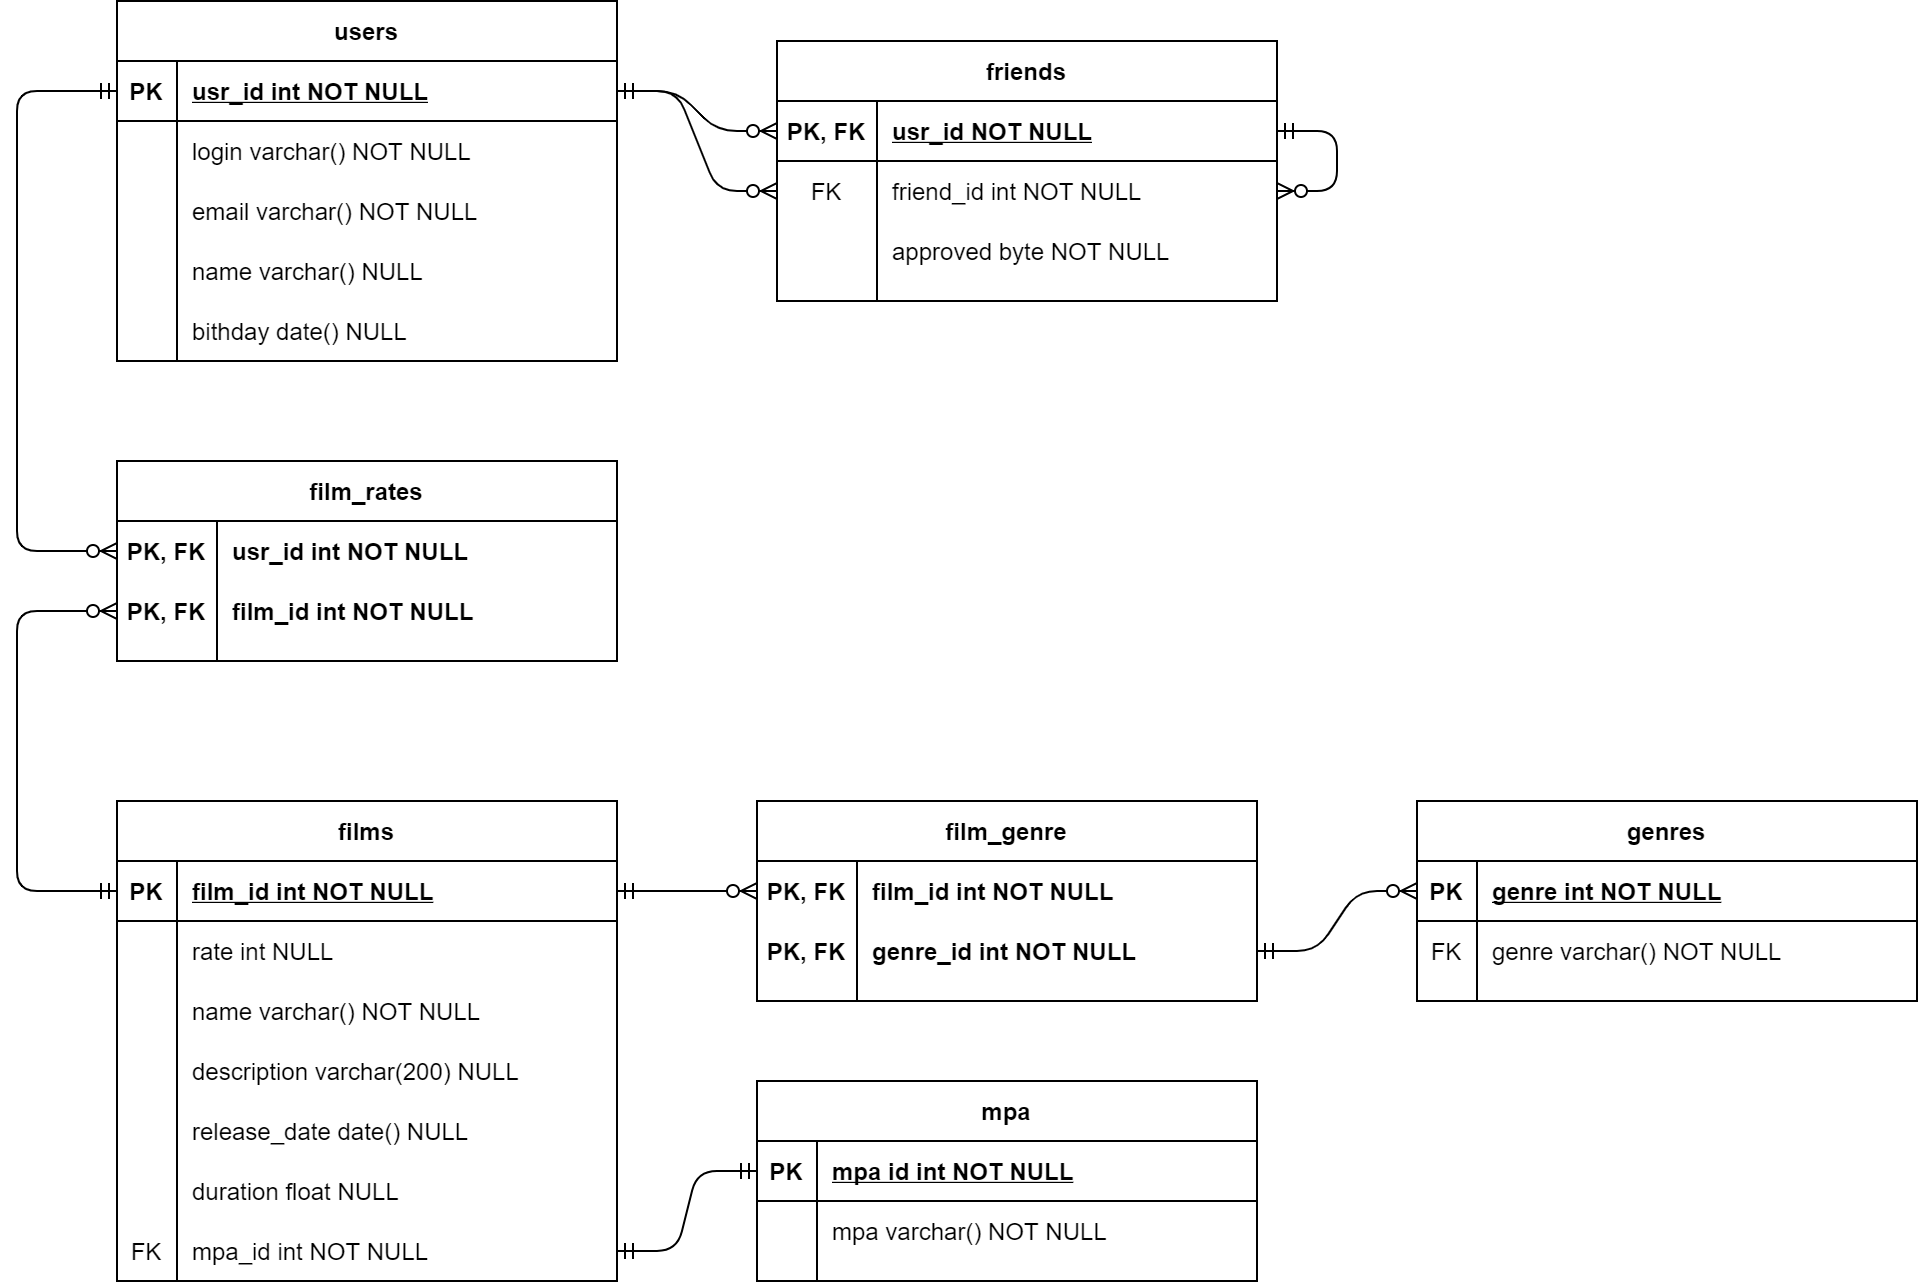 users
PK usr_id int NOT NULL
login varchar() NOT NULL
email varchar() NOT NULL
name varchar() NULL
bithday date() NULL
friends
PK, FK usr_id NOT NULL
FK friend_id int NOT NULL
approved byte NOT NULL
film_rates
PK, FK usr_id int NOT NULL
PK, FK film_id int NOT NULL
films
PK film_id int NOT NULL
rate int NULL
name varchar() NOT NULL
description varchar(200) NULL
release_date date() NULL
duration float NULL
FK mpa_id int NOT NULL
film_genre
PK, FK film_id int NOT NULL
PK, FK genre_id int NOT NULL
genres
PK genre int NOT NULL
FK genre varchar() NOT NULL
mpa
PK mpa id int NOT NULL
mpa varchar() NOT NULL